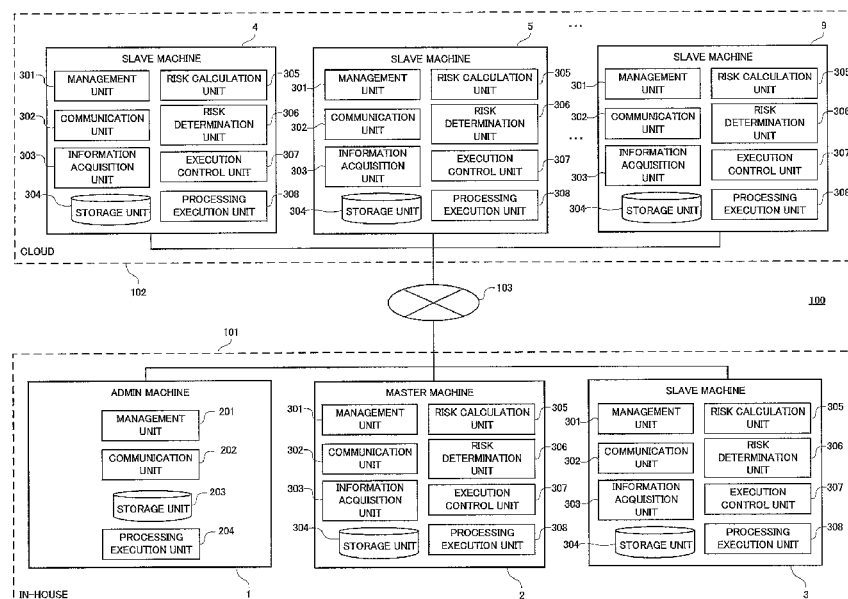 4
5
...
9
SLAVE MACHINE
301
MANAGEMENT
UNIT
RISK CALCULATION
UNIT
305
302
COMMUNICATION
UNIT
RISK
DETERMINATION
UNIT
306
303
INFORMATION
ACQUISITION
UNIT
EXECUTION
CONTROL UNIT
307
304
STORAGE UNIT
PROCESSING
EXECUTION UNIT
308
SLAVE MACHINE
301
MANAGEMENT
UNIT
RISK CALCULATION
UNIT
305
302
COMMUNICATION
UNIT
RISK
DETERMINATION
UNIT
306
303
INFORMATION
ACQUISITION
UNIT
EXECUTION
CONTROL UNIT
307
304
STORAGE UNIT
PROCESSING
EXECUTION UNIT
308
...
SLAVE MACHINE
301
MANAGEMENT
UNIT
RISK CALCULATION
UNIT
305
302
COMMUNICATION
UNIT
RISK
DETERMINATION
UNIT
306
303
INFORMATION
ACQUISITION
UNIT
EXECUTION
CONTROL UNIT
307
304
STORAGE UNIT
PROCESSING
EXECUTION UNIT
308
CLOUD
102
103
100
101
ADMIN MACHINE
MANAGEMENT
UNIT
201
COMMUNICATION
UNIT
202
STORAGE UNIT
203
PROCESSING
EXECUTION UNIT
204
1
MASTER MACHINE
301
MANAGEMENT
UNIT
RISK CALCULATION
UNIT
305
302
COMMUNICATION
UNIT
RISK
DETERMINATION
UNIT
306
303
INFORMATION
ACQUISITION
UNIT
EXECUTION
CONTROL UNIT
307
304
STORAGE UNIT
PROCESSING
EXECUTION UNIT
308
2
SLAVE MACHINE
301
MANAGEMENT
UNIT
RISK CALCULATION
UNIT
305
302
COMMUNICATION
UNIT
RISK
DETERMINATION
UNIT
306
303
INFORMATION
ACQUISITION
UNIT
EXECUTION
CONTROL UNIT
307
304
STORAGE UNIT
PROCESSING
EXECUTION UNIT
308
3
IN-HOUSE